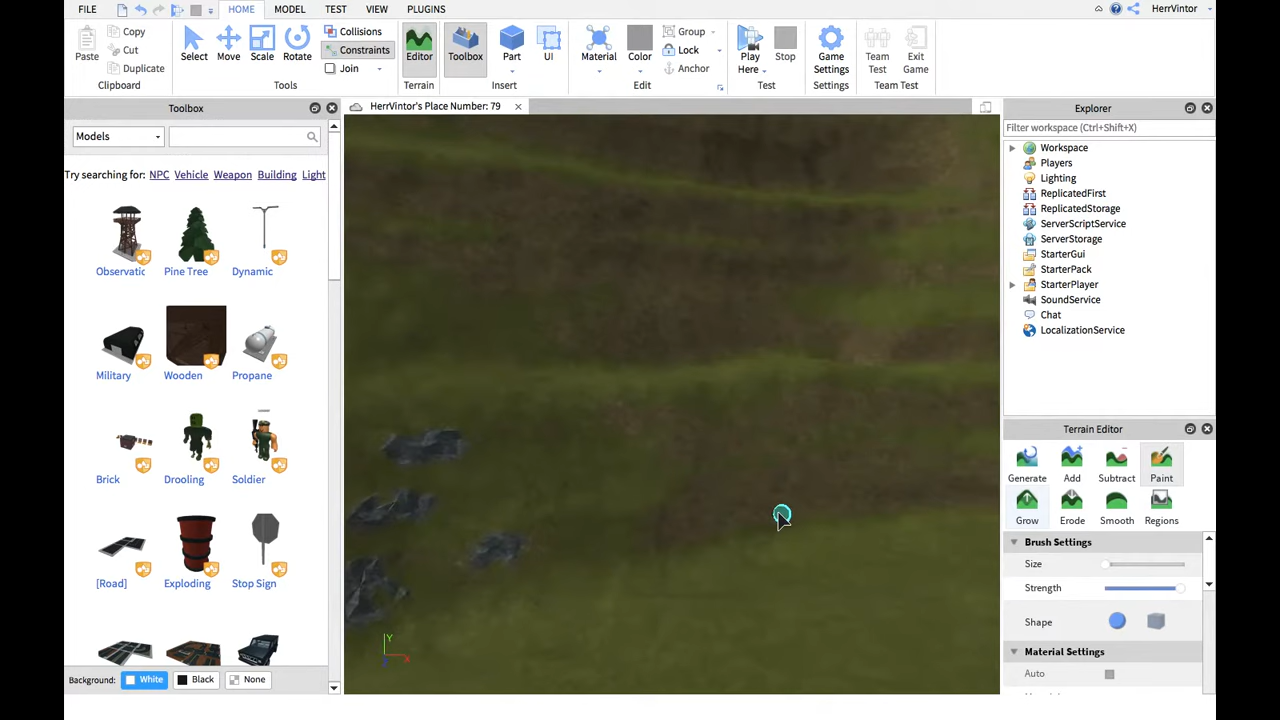 FILE HOME MODEL TEST VIEW PLUGINS HerrVintor
Paste Copy Cut Duplicate Clipboard
Select Move Scale Rotate Collisions Constraints Join Tools
Editor Terrain
Toolbox Part UI Insert
Material Color Group Lock Anchor Edit
Play Here Stop Test
Game Settings Settings
Team Test Exit Game Team Test
Toolbox
HerrVintor's Place Number: 79
Models
Try searching for: NPC Vehicle Weapon Building Light
Observatic Pine Tree Dynamic
Military Wooden Propane
Brick Drooling Soldier
[Road] Exploding Stop Sign
Background: White Black None
Y
X
Explorer
Filter workspace (Ctrl+Shift+X)
Workspace
Players
Lighting
ReplicatedFirst
ReplicatedStorage
ServerScriptService
ServerStorage
StarterGui
StarterPack
StarterPlayer
SoundService
Chat
LocalizationService
Terrain Editor
Generate Add Subtract Paint
Grow Erode Smooth Regions
Brush Settings
Size
Strength
Shape
Material Settings
Auto